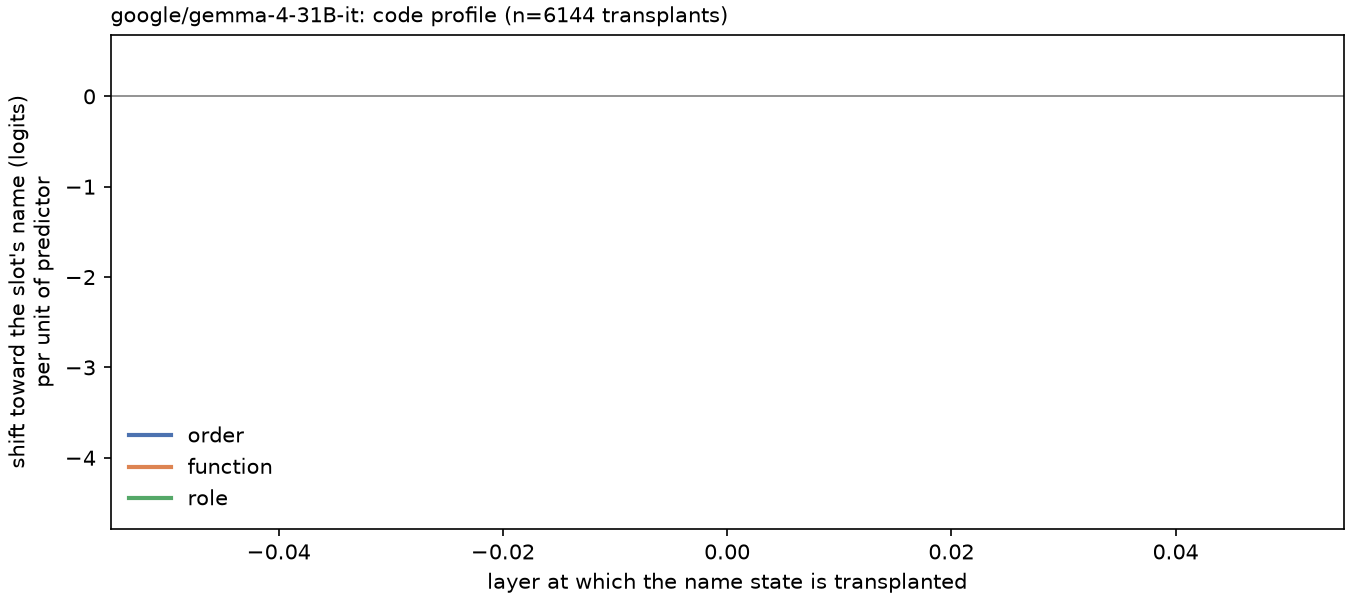 google/gemma-4-31B-it: code profile (n=6144 transplants)
shift toward the slot's name (logits)
per unit of predictor
0
−1
−2
−3
−4
order
function
role
−0.04 −0.02 0.00 0.02 0.04
layer at which the name state is transplanted